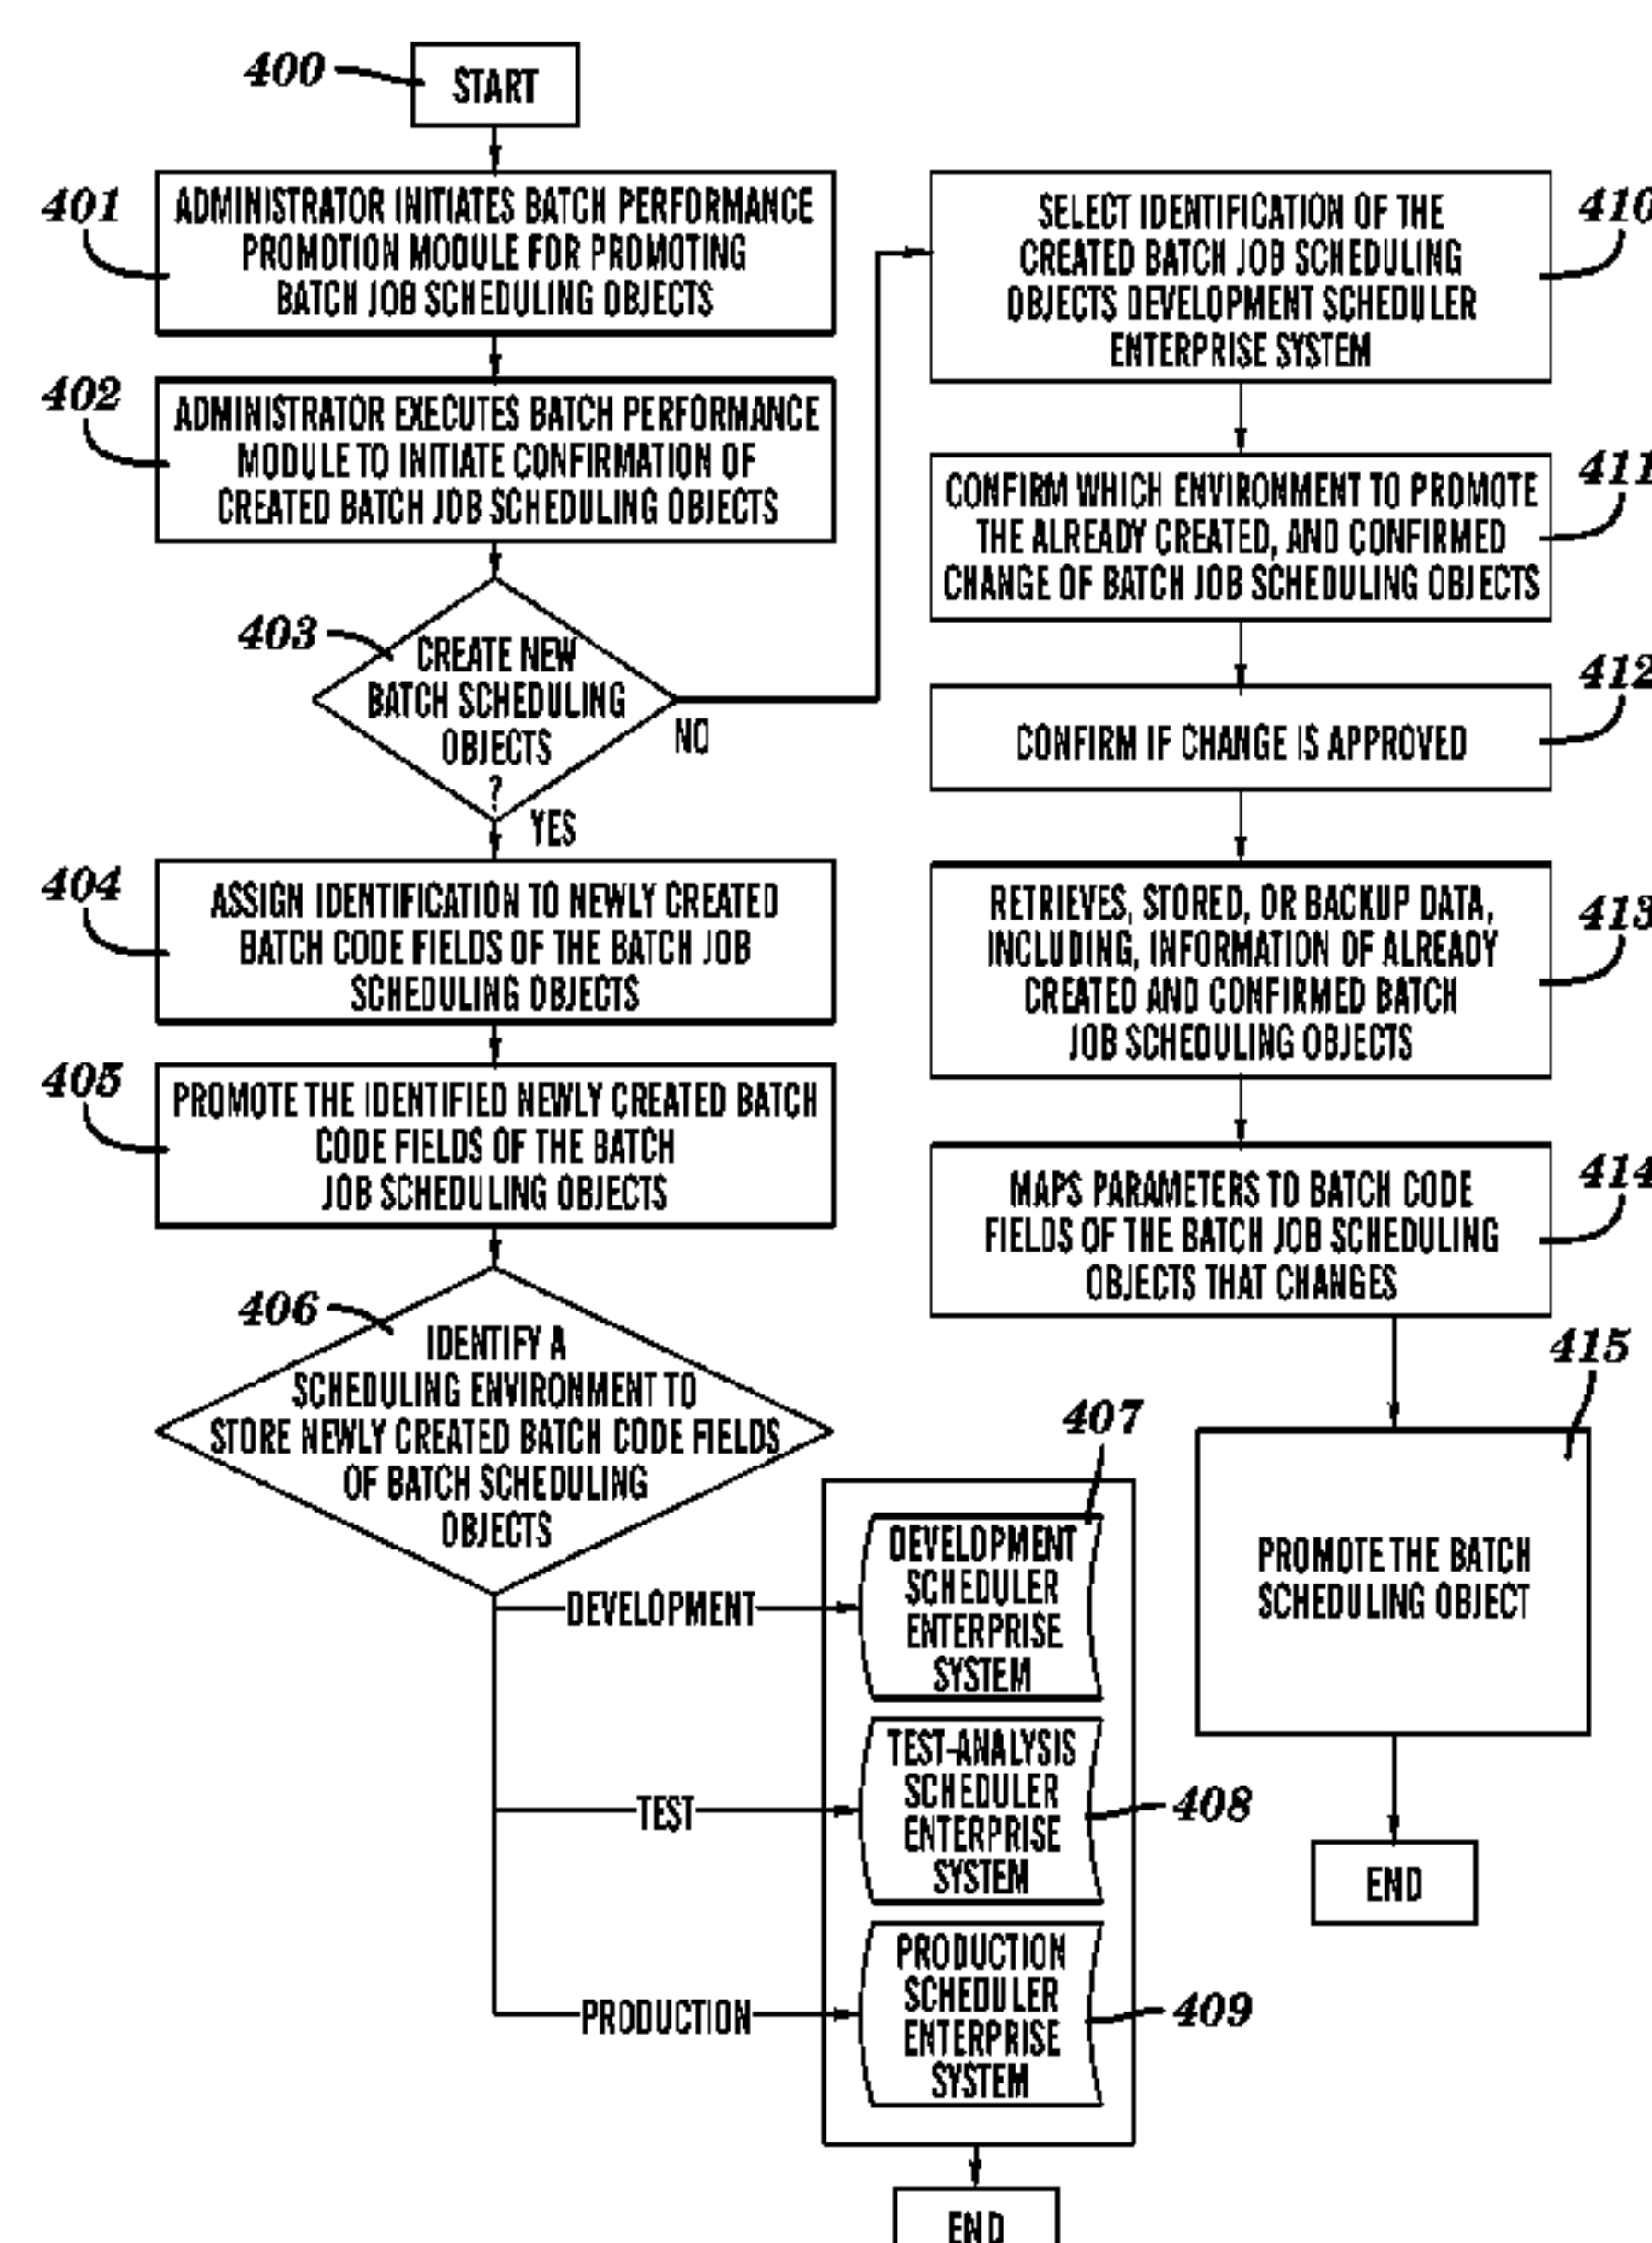 400
START
401
ADMINISTRATOR INITIATES BATCH PERFORMANCE
PROMOTION MODULE FOR PROMOTING
BATCH JOB SCHEDULING OBJECTS
402
ADMINISTRATOR EXECUTES BATCH PERFORMANCE
MODULE TO INITIATE CONFIRMATION OF
CREATED BATCH JOB SCHEDULING OBJECTS
403
CREATE NEW
BATCH SCHEDULING
OBJECTS
?
NO
YES
404
ASSIGN IDENTIFICATION TO NEWLY CREATED
BATCH CODE FIELDS OF THE BATCH JOB
SCHEDULING OBJECTS
405
PROMOTE THE IDENTIFIED NEWLY CREATED BATCH
CODE FIELDS OF THE BATCH
JOB SCHEDULING OBJECTS
406
IDENTIFY A
SCHEDULING ENVIRONMENT TO
STORE NEWLY CREATED BATCH CODE FIELDS
OF BATCH SCHEDULING
OBJECTS
DEVELOPMENT
407
DEVELOPMENT
SCHEDULER
ENTERPRISE
SYSTEM
TEST
TEST-ANALYSIS
SCHEDULER
ENTERPRISE
SYSTEM
408
PRODUCTION
PRODUCTION
SCHEDULER
ENTERPRISE
SYSTEM
409
END
410
SELECT IDENTIFICATION OF THE
CREATED BATCH JOB SCHEDULING
OBJECTS DEVELOPMENT SCHEDULER
ENTERPRISE SYSTEM
411
CONFIRM WHICH ENVIRONMENT TO PROMOTE
THE ALREADY CREATED, AND CONFIRMED
CHANGE OF BATCH JOB SCHEDULING OBJECTS
412
CONFIRM IF CHANGE IS APPROVED
413
RETRIEVES, STORED, OR BACKUP DATA,
INCLUDING, INFORMATION OF ALREADY
CREATED AND CONFIRMED BATCH
JOB SCHEDULING OBJECTS
414
MAPS PARAMETERS TO BATCH CODE
FIELDS OF THE BATCH JOB SCHEDULING
OBJECTS THAT CHANGES
415
PROMOTE THE BATCH
SCHEDULING OBJECT
END